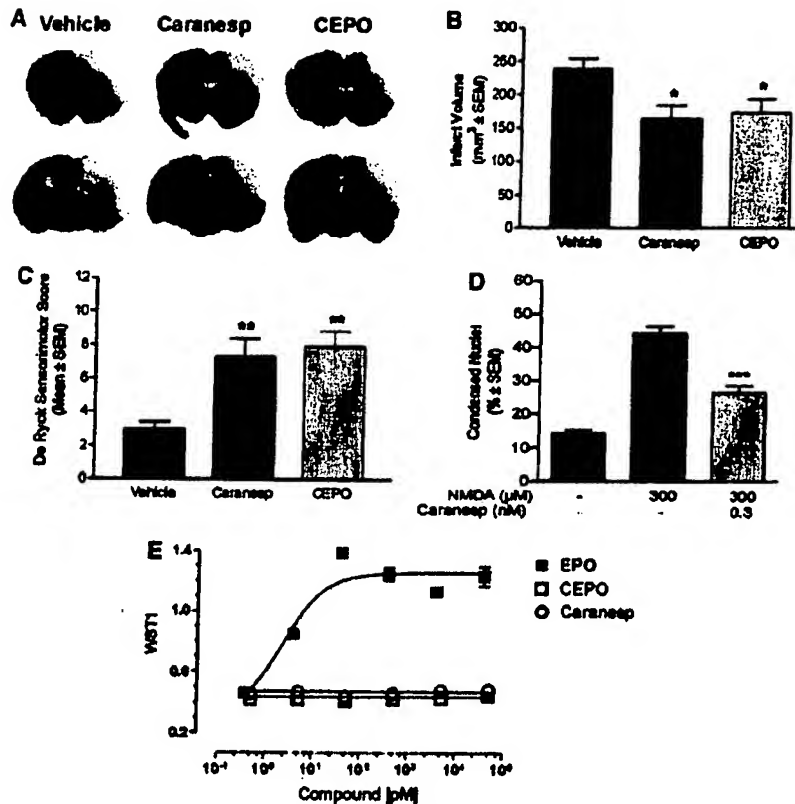 A Vehicle Caranesp CEPO
B
Infact Volume
(mm³ ± SEM)
300
250
200
150
100
50
0
*
*
Vehicle Caranesp CEPO
C
De Ryck Sensorimotor Score
(Mean ± SEM)
12
10
8
6
4
2
0
**
**
Vehicle Caranesp CEPO
D
Condensed Nuclei
(% ± SEM)
60
50
40
30
20
10
0
***
NMDA (µM) - 300 300
Caranesp (nM) - - 0.3
E
WST1
1.4
1.0
0.6
0.2
10⁻¹ 10⁰ 10¹ 10² 10³ 10⁴ 10⁵
Compound [pM]
EPO
CEPO
Caranesp